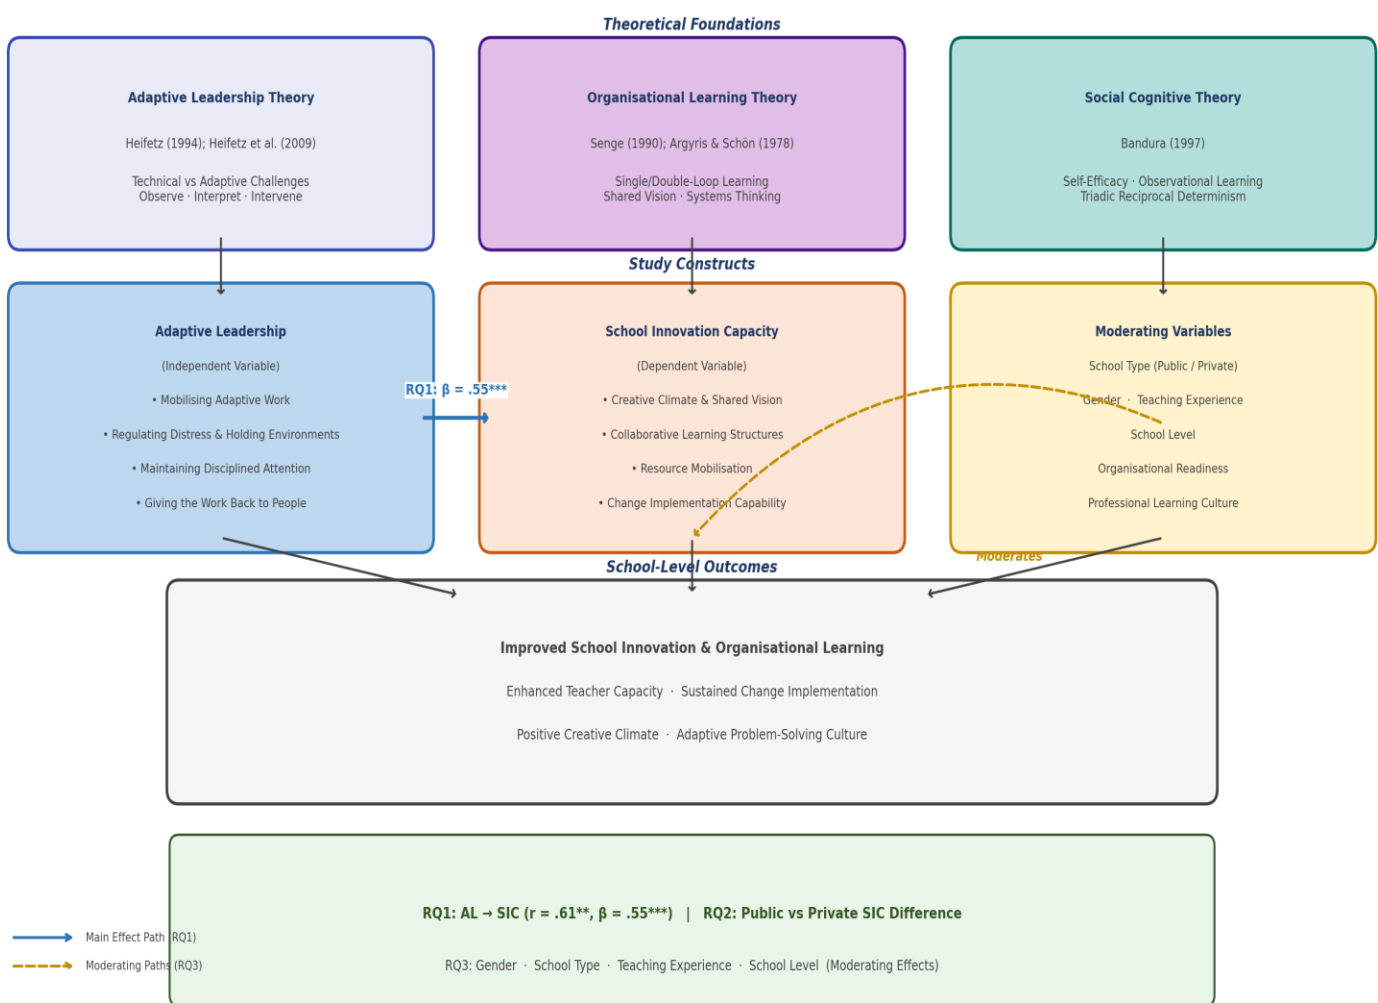 Theoretical Foundations
Adaptive Leadership Theory
Heifetz (1994); Heifetz et al. (2009)
Technical vs Adaptive Challenges
Observe · Interpret · Intervene
Organisational Learning Theory
Senge (1990); Argyris & Schön (1978)
Single/Double-Loop Learning
Shared Vision · Systems Thinking
Social Cognitive Theory
Bandura (1997)
Self-Efficacy · Observational Learning
Triadic Reciprocal Determinism
Study Constructs
Adaptive Leadership
(Independent Variable)
• Mobilising Adaptive Work
• Regulating Distress & Holding Environments
• Maintaining Disciplined Attention
• Giving the Work Back to People
RQ1: β = .55***
School Innovation Capacity
(Dependent Variable)
• Creative Climate & Shared Vision
• Collaborative Learning Structures
• Resource Mobilisation
• Change Implementation Capability
Moderating Variables
School Type (Public / Private)
Gender · Teaching Experience
School Level
Organisational Readiness
Professional Learning Culture
Moderates
School-Level Outcomes
Improved School Innovation & Organisational Learning
Enhanced Teacher Capacity · Sustained Change Implementation
Positive Creative Climate · Adaptive Problem-Solving Culture
RQ1: AL → SIC (r = .61**, β = .55***) | RQ2: Public vs Private SIC Difference
RQ3: Gender · School Type · Teaching Experience · School Level (Moderating Effects)
Main Effect Path (RQ1)
Moderating Paths (RQ3)